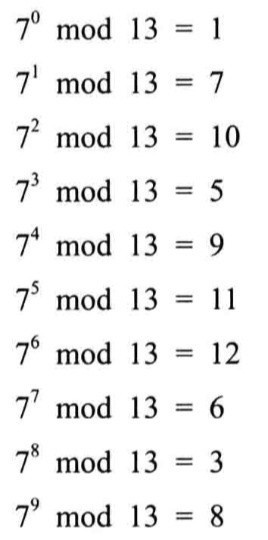 7⁰ mod 13 = 1
7¹ mod 13 = 7
7² mod 13 = 10
7³ mod 13 = 5
7⁴ mod 13 = 9
7⁵ mod 13 = 11
7⁶ mod 13 = 12
7⁷ mod 13 = 6
7⁸ mod 13 = 3
7⁹ mod 13 = 8